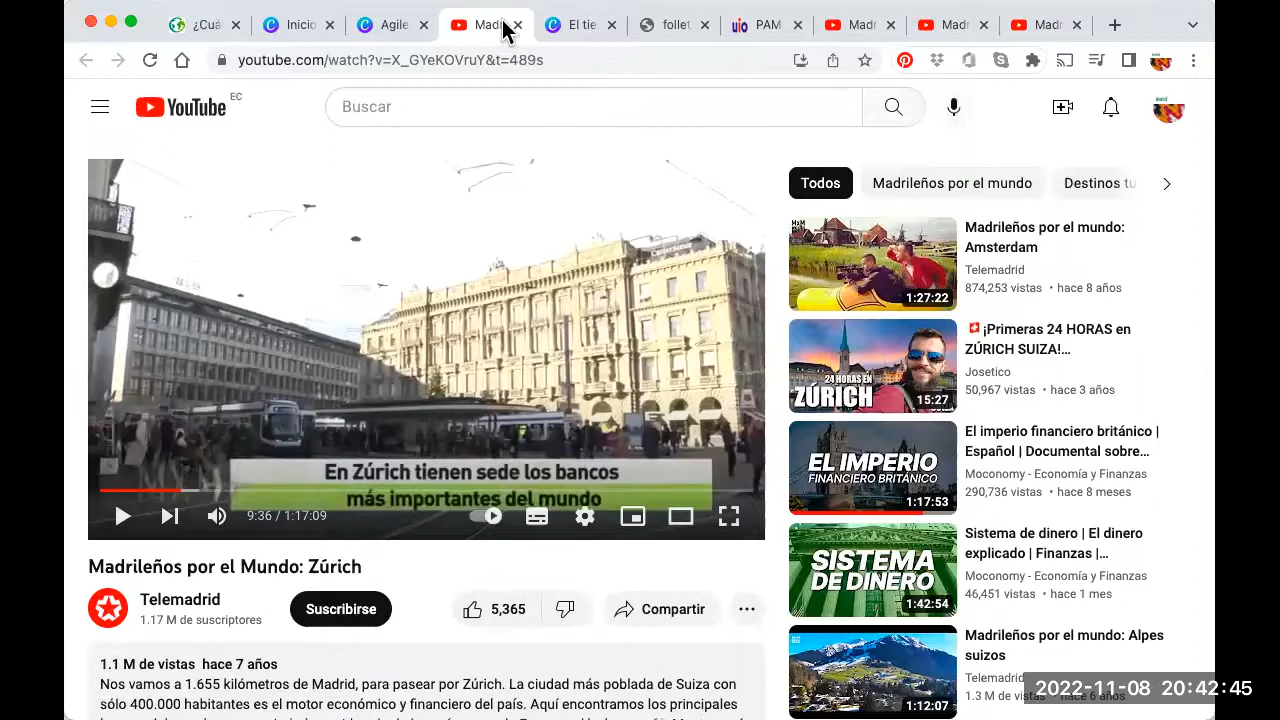 ¿Cuá
Inicio
Agile
Madr
El tie
follet
uio PAM
Madr
Madr
Madr
youtube.com/watch?v=X_GYeKOVruY&t=489s
YouTube EC
Buscar
Todos
Madrileños por el mundo
Destinos tu
En Zúrich tienen sede los bancos
más importantes del mundo
9:36 / 1:17:09
Madrileños por el Mundo: Zúrich
Telemadrid
1.17 M de suscriptores
Suscribirse
5,365
Compartir
1.1 M de vistas hace 7 años
Nos vamos a 1.655 kilómetros de Madrid, para pasear por Zúrich. La ciudad más poblada de Suiza con
sólo 400.000 habitantes es el motor económico y financiero del país. Aquí encontramos los principales
1:27:22
Madrileños por el mundo:
Amsterdam
Telemadrid
874,253 vistas • hace 8 años
24 HORAS EN
ZÚRICH
15:27
¡Primeras 24 HORAS en
ZÚRICH SUIZA!...
Josetico
50,967 vistas • hace 3 años
EL IMPERIO
FINANCIERO BRITÁNICO
1:17:53
El imperio financiero británico |
Español | Documental sobre...
Moconomy - Economía y Finanzas
290,736 vistas • hace 8 meses
SISTEMA
DE DINERO
1:42:54
Sistema de dinero | El dinero
explicado | Finanzas |...
Moconomy - Economía y Finanzas
46,451 vistas • hace 1 mes
1:12:07
Madrileños por el mundo: Alpes
suizos
Telemadrid
1.3 M de vistas • hace 6 años
2022-11-08 20:42:45